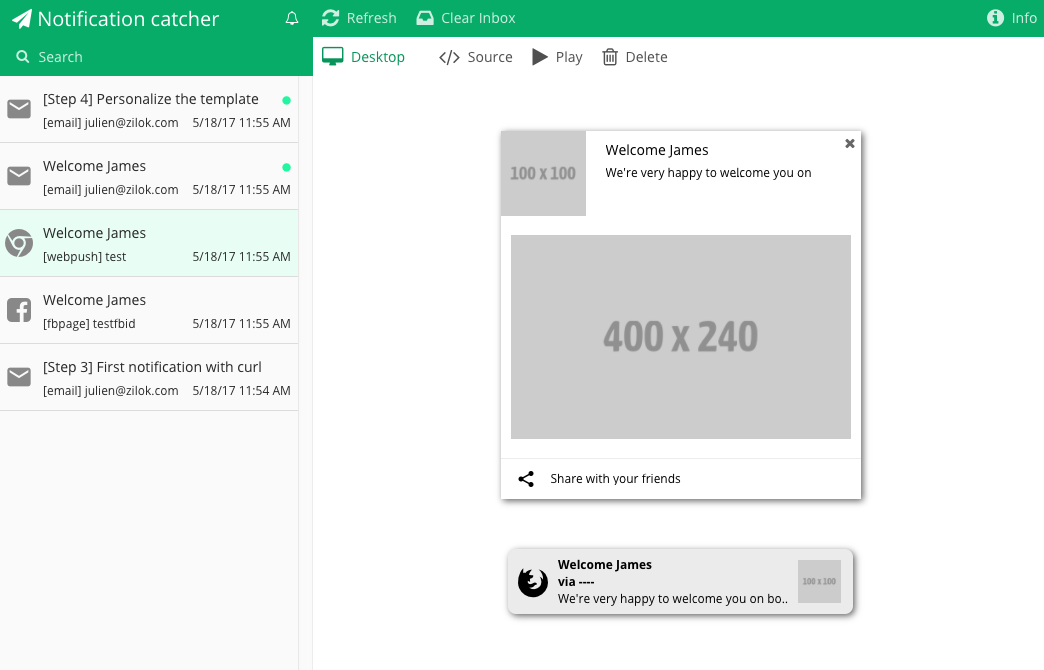 Notification catcher
Refresh
Clear Inbox
Info
Search
Desktop
</> Source
Play
Delete
[Step 4] Personalize the template
[email] julien@zilok.com 5/18/17 11:55 AM
Welcome James
[email] julien@zilok.com 5/18/17 11:55 AM
Welcome James
[webpush] test 5/18/17 11:55 AM
Welcome James
[fbpage] testfbid 5/18/17 11:55 AM
[Step 3] First notification with curl
[email] julien@zilok.com 5/18/17 11:54 AM
100 x 100
Welcome James
We're very happy to welcome you on
400 x 240
Share with your friends
Welcome James
via ----
We're very happy to welcome you on bo..
100 x 100